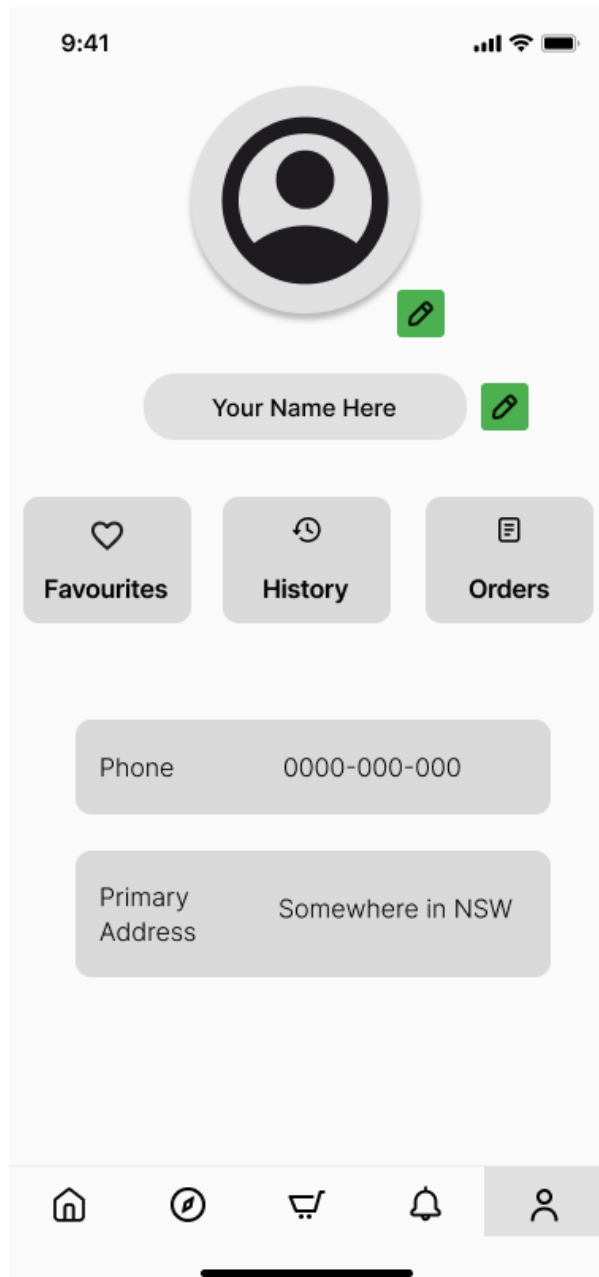 9:41
Your Name Here
Favourites
History
Orders
Phone
0000-000-000
Primary
Address
Somewhere in NSW